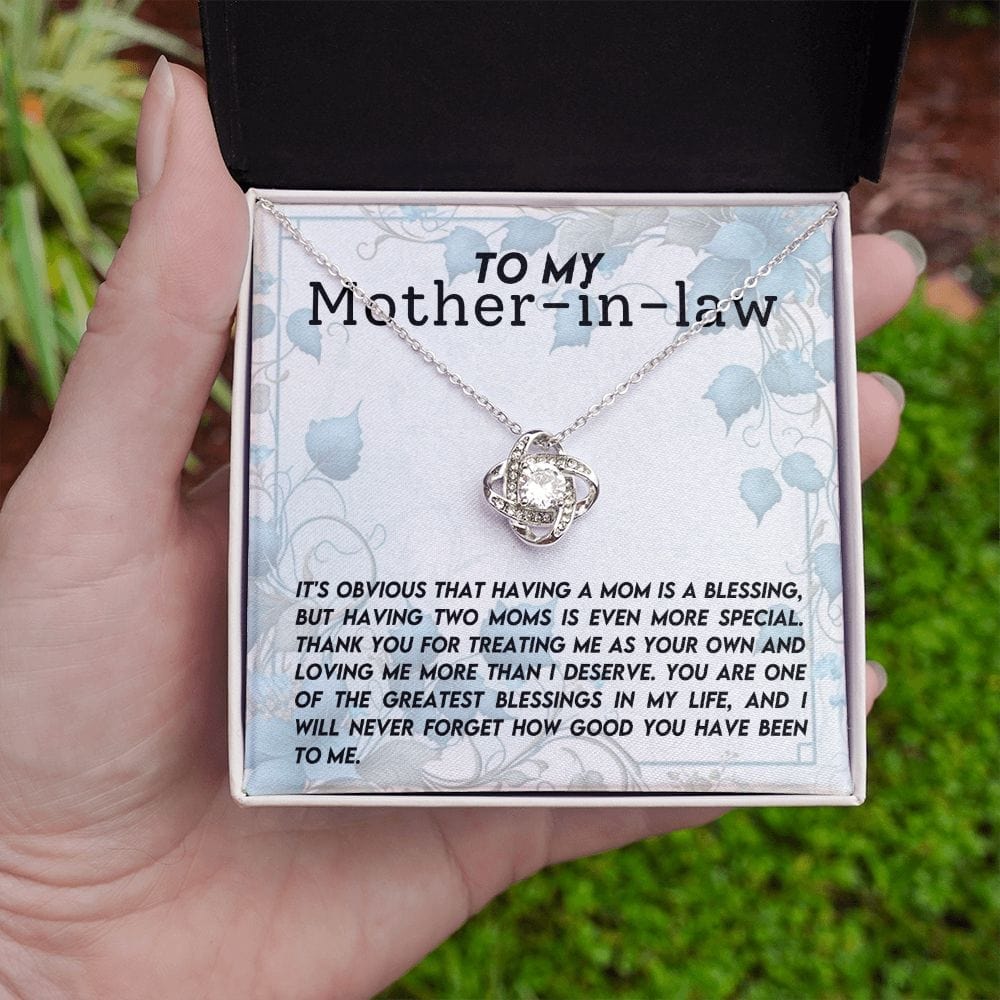 TO MY
Mother-in-law
IT'S OBVIOUS THAT HAVING A MOM IS A BLESSING,
BUT HAVING TWO MOMS IS EVEN MORE SPECIAL.
THANK YOU FOR TREATING ME AS YOUR OWN AND
LOVING ME MORE THAN I DESERVE. YOU ARE ONE
OF THE GREATEST BLESSINGS IN MY LIFE, AND I
WILL NEVER FORGET HOW GOOD YOU HAVE BEEN
TO ME.